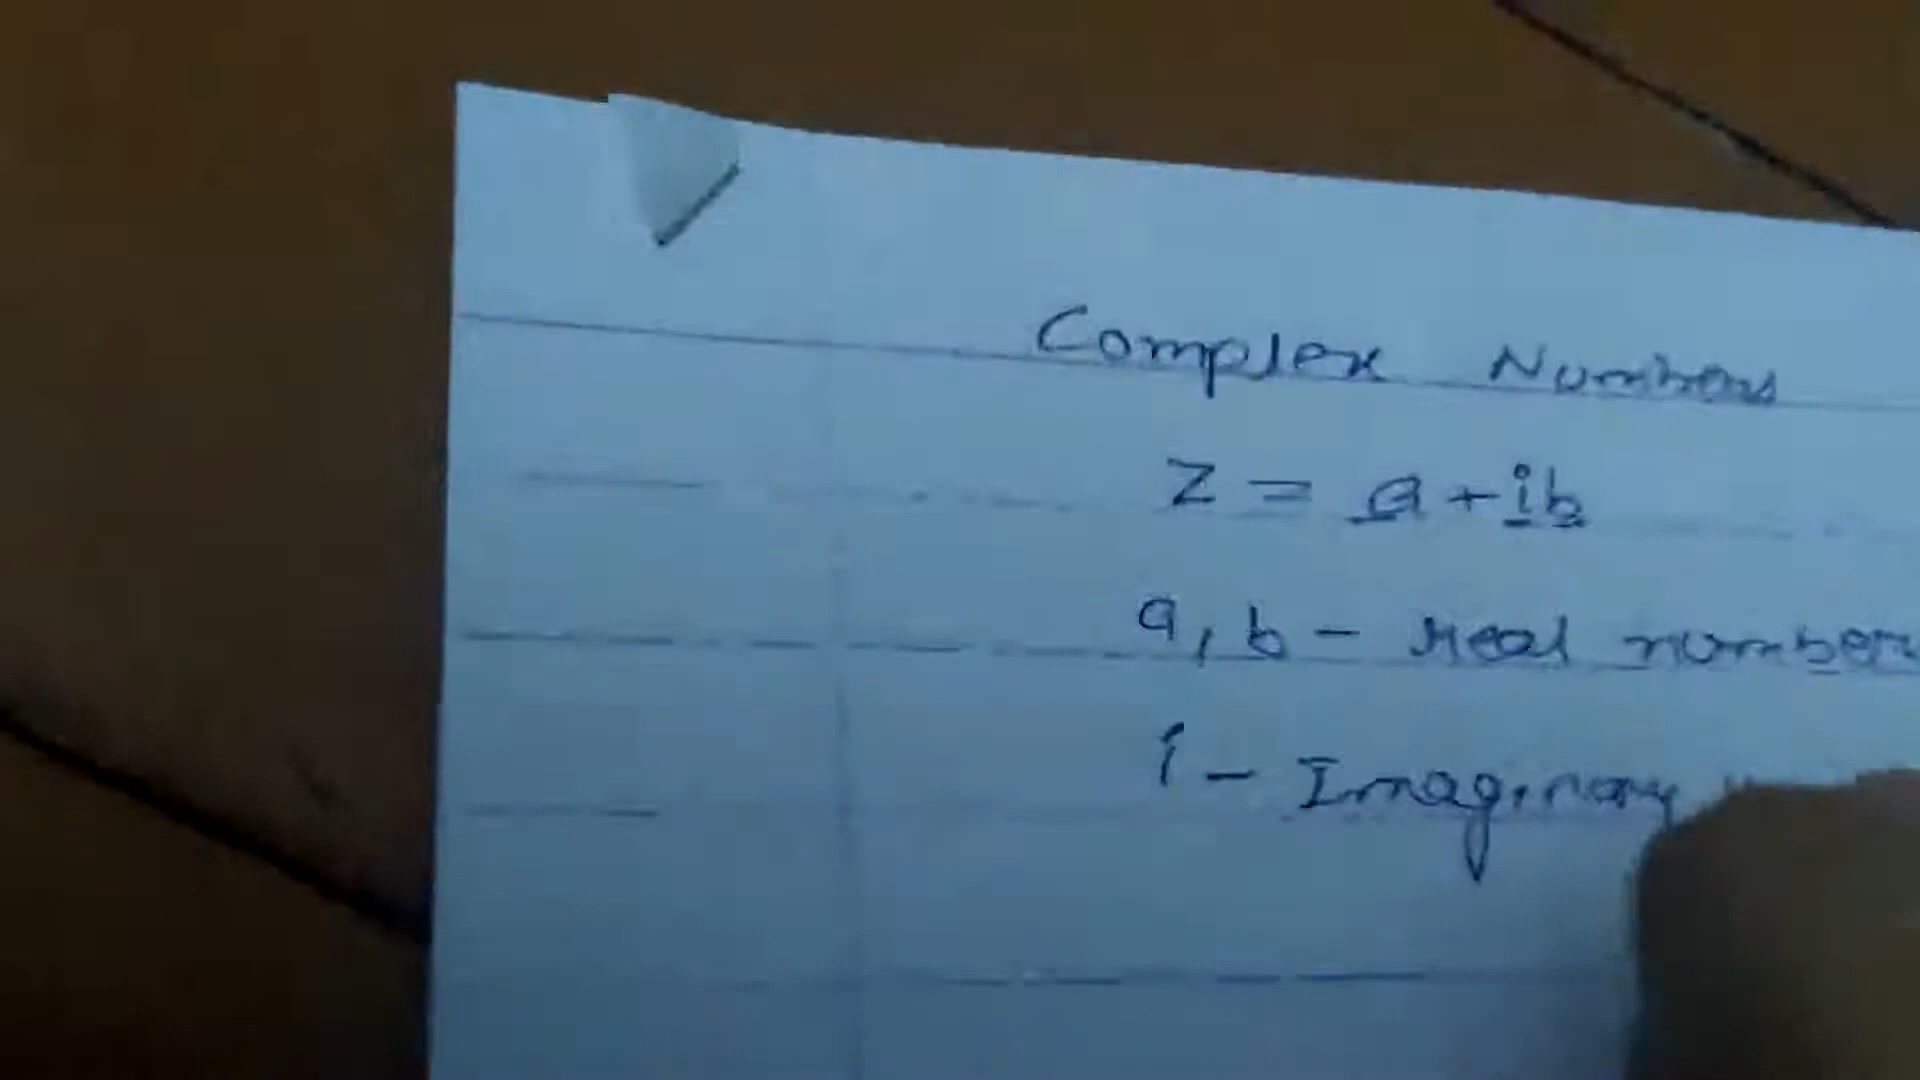 Complex Numbers
Z = a + ib
a, b - real number
i - Imaginary